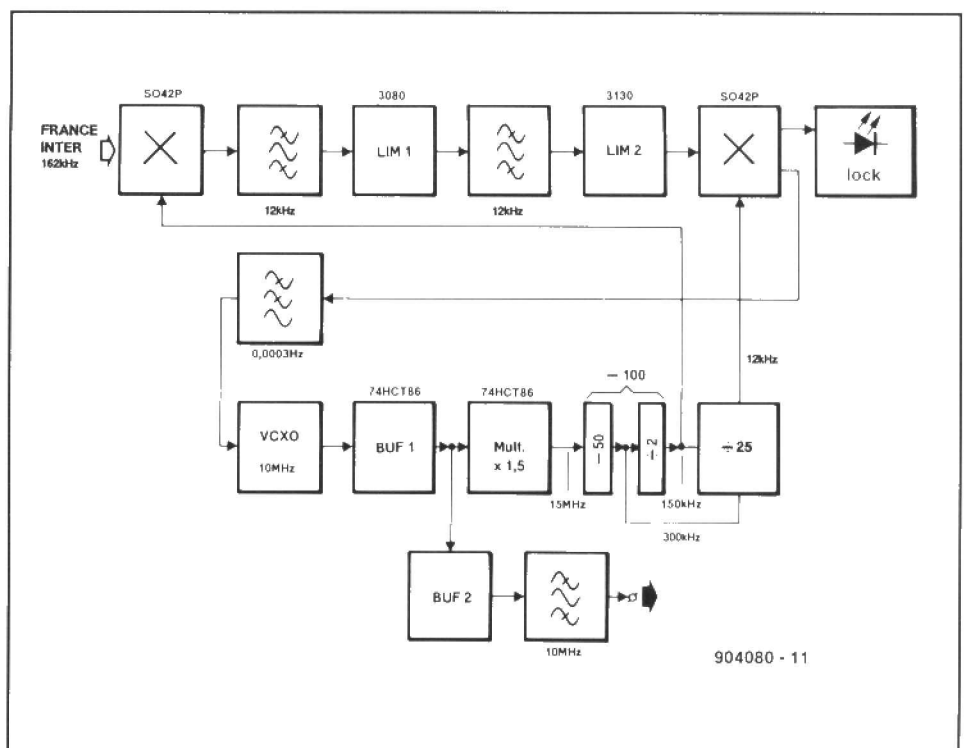 SO42P
3080
3130
SO42P
FRANCE
INTER
162kHz
LIM 1
LIM 2
lock
12kHz
12kHz
0,0003Hz
12kHz
74HCT86
74HCT86
— 100
VCXO
10MHz
BUF 1
Mult.
x 1,5
— 50
÷ 2
÷ 25
15MHz
150kHz
300kHz
BUF 2
10MHz
904080 - 11